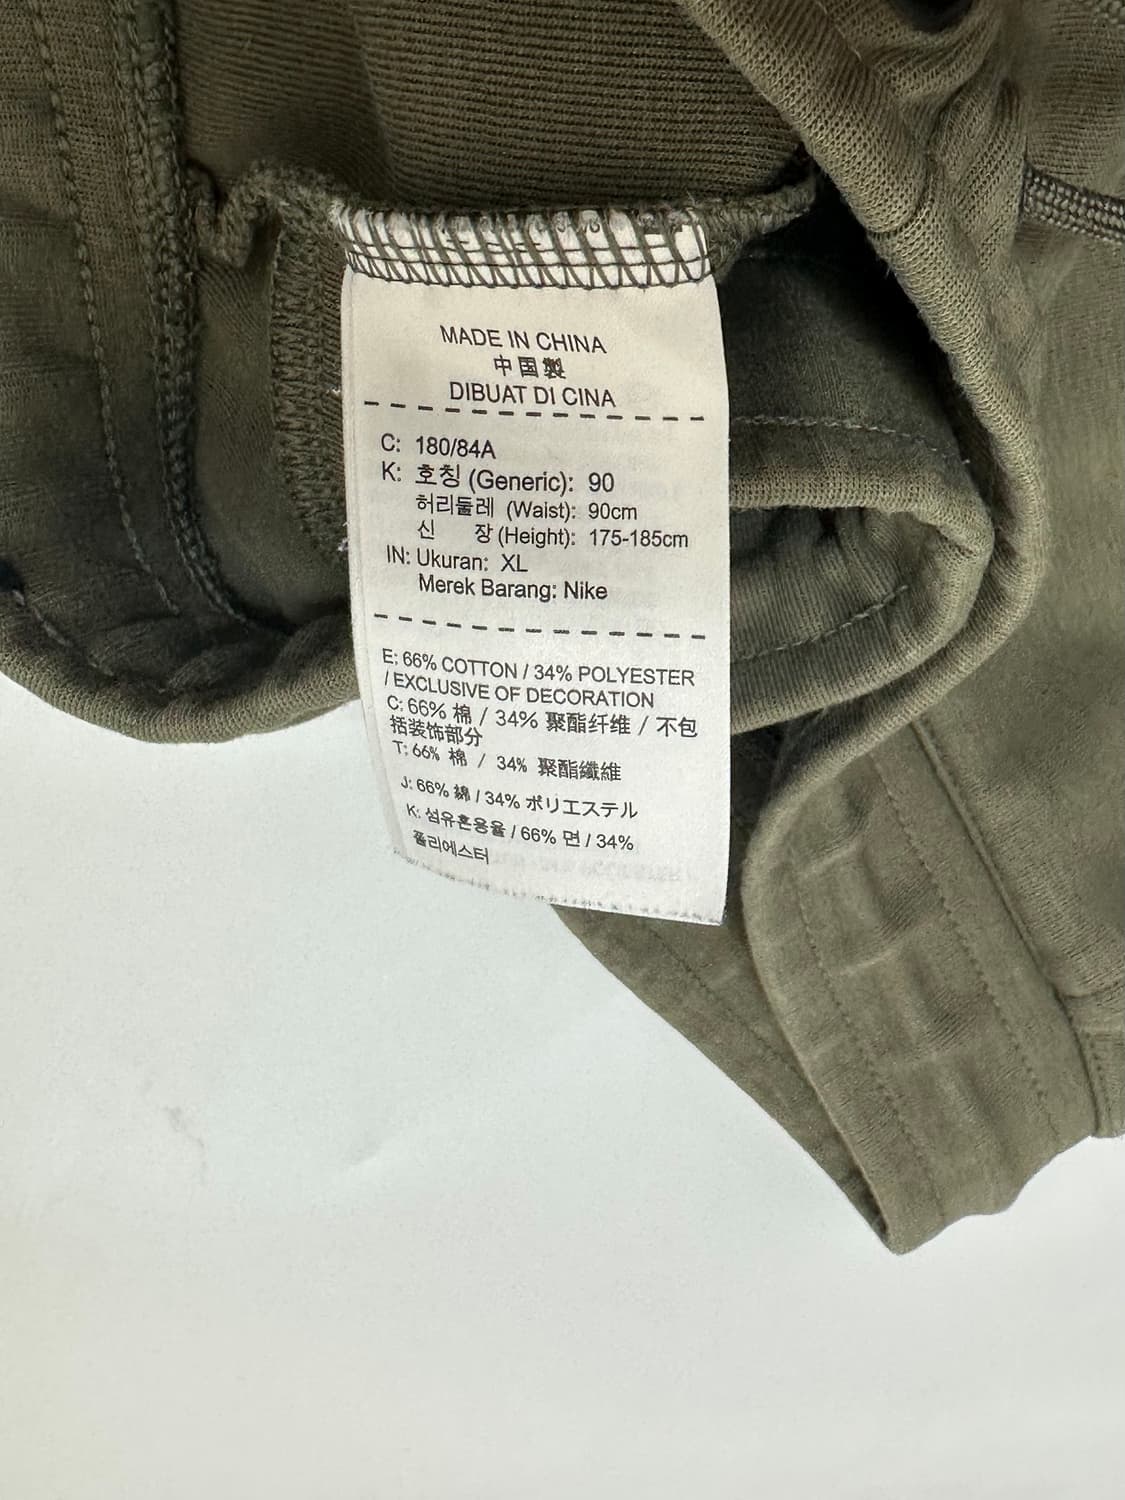 MADE IN CHINA
中国製
DIBUAT DI CINA
C: 180/84A
K: 호칭 (Generic): 90
허리둘레 (Waist): 90cm
신 장 (Height): 175-185cm
IN: Ukuran: XL
Merek Barang: Nike
E: 66% COTTON / 34% POLYESTER
/ EXCLUSIVE OF DECORATION
C: 66% 棉 / 34% 聚酯纤维 / 不包
括装饰部分
T: 66% 棉 / 34% 聚酯纖維
J: 66% 綿 / 34% ポリエステル
K: 섬유혼용율 / 66% 면 / 34%
폴리에스터